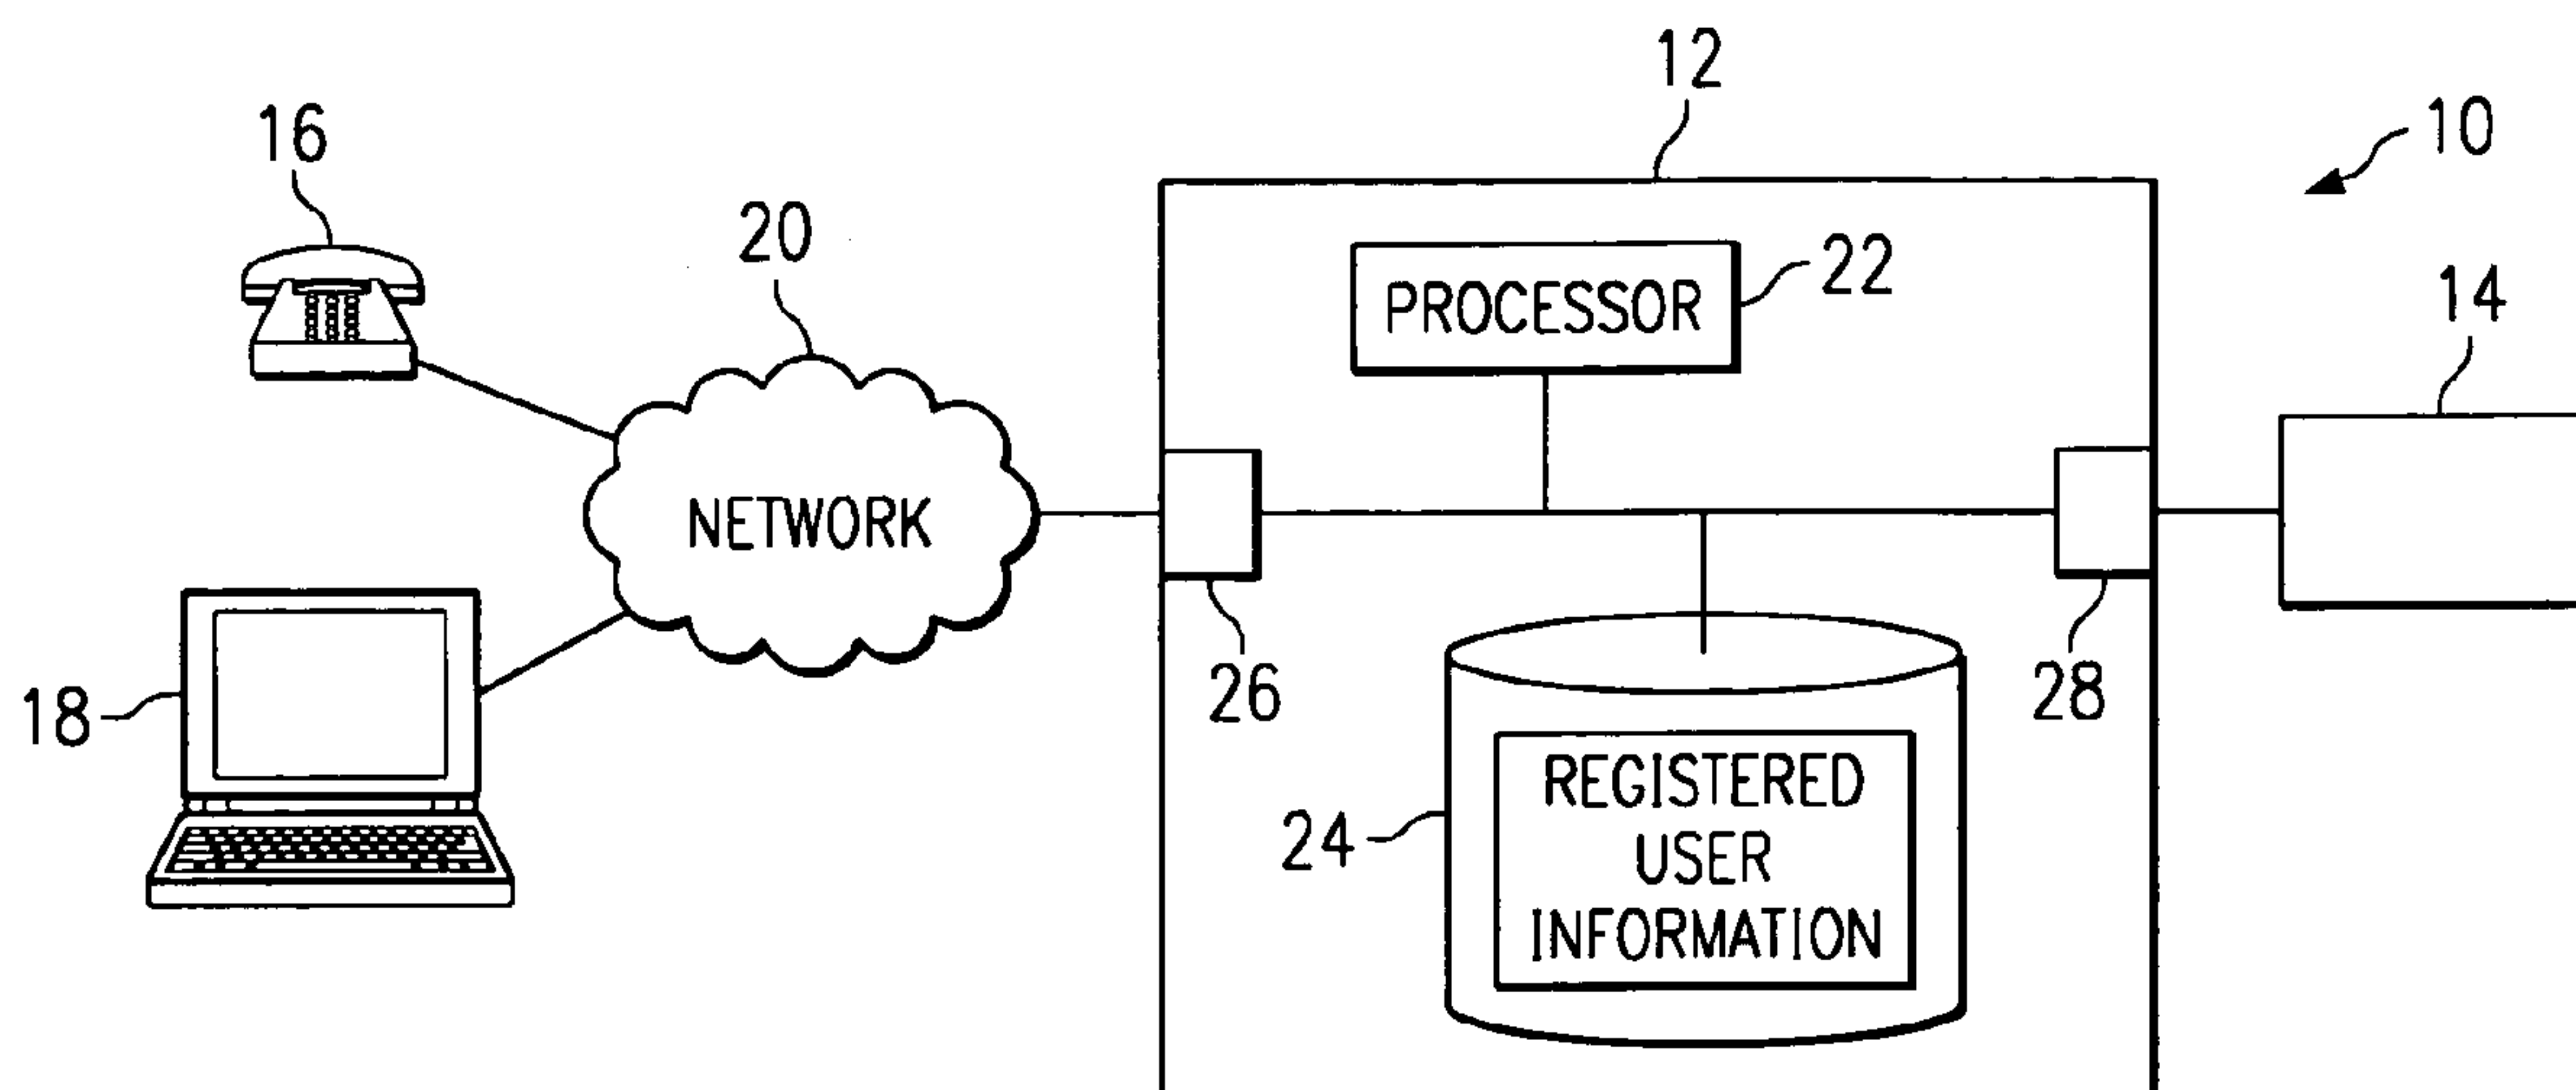 12
10
16
20
22
PROCESSOR
14
NETWORK
26
28
18
REGISTERED
USER
INFORMATION
24